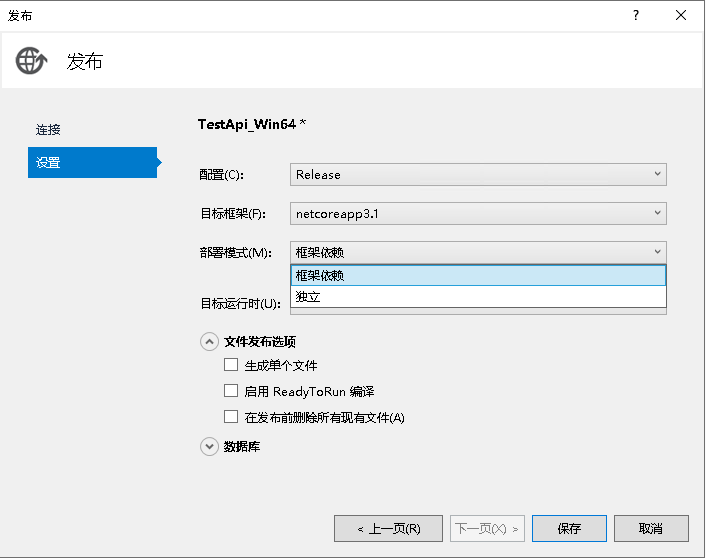 发布
?
发布
连接
设置
TestApi_Win64 *
配置(C):
Release
目标框架(F):
netcoreapp3.1
部署模式(M):
框架依赖
框架依赖
独立
目标运行时(U):
文件发布选项
生成单个文件
启用 ReadyToRun 编译
在发布前删除所有现有文件(A)
数据库
< 上一页(R)
下一页(X) >
保存
取消